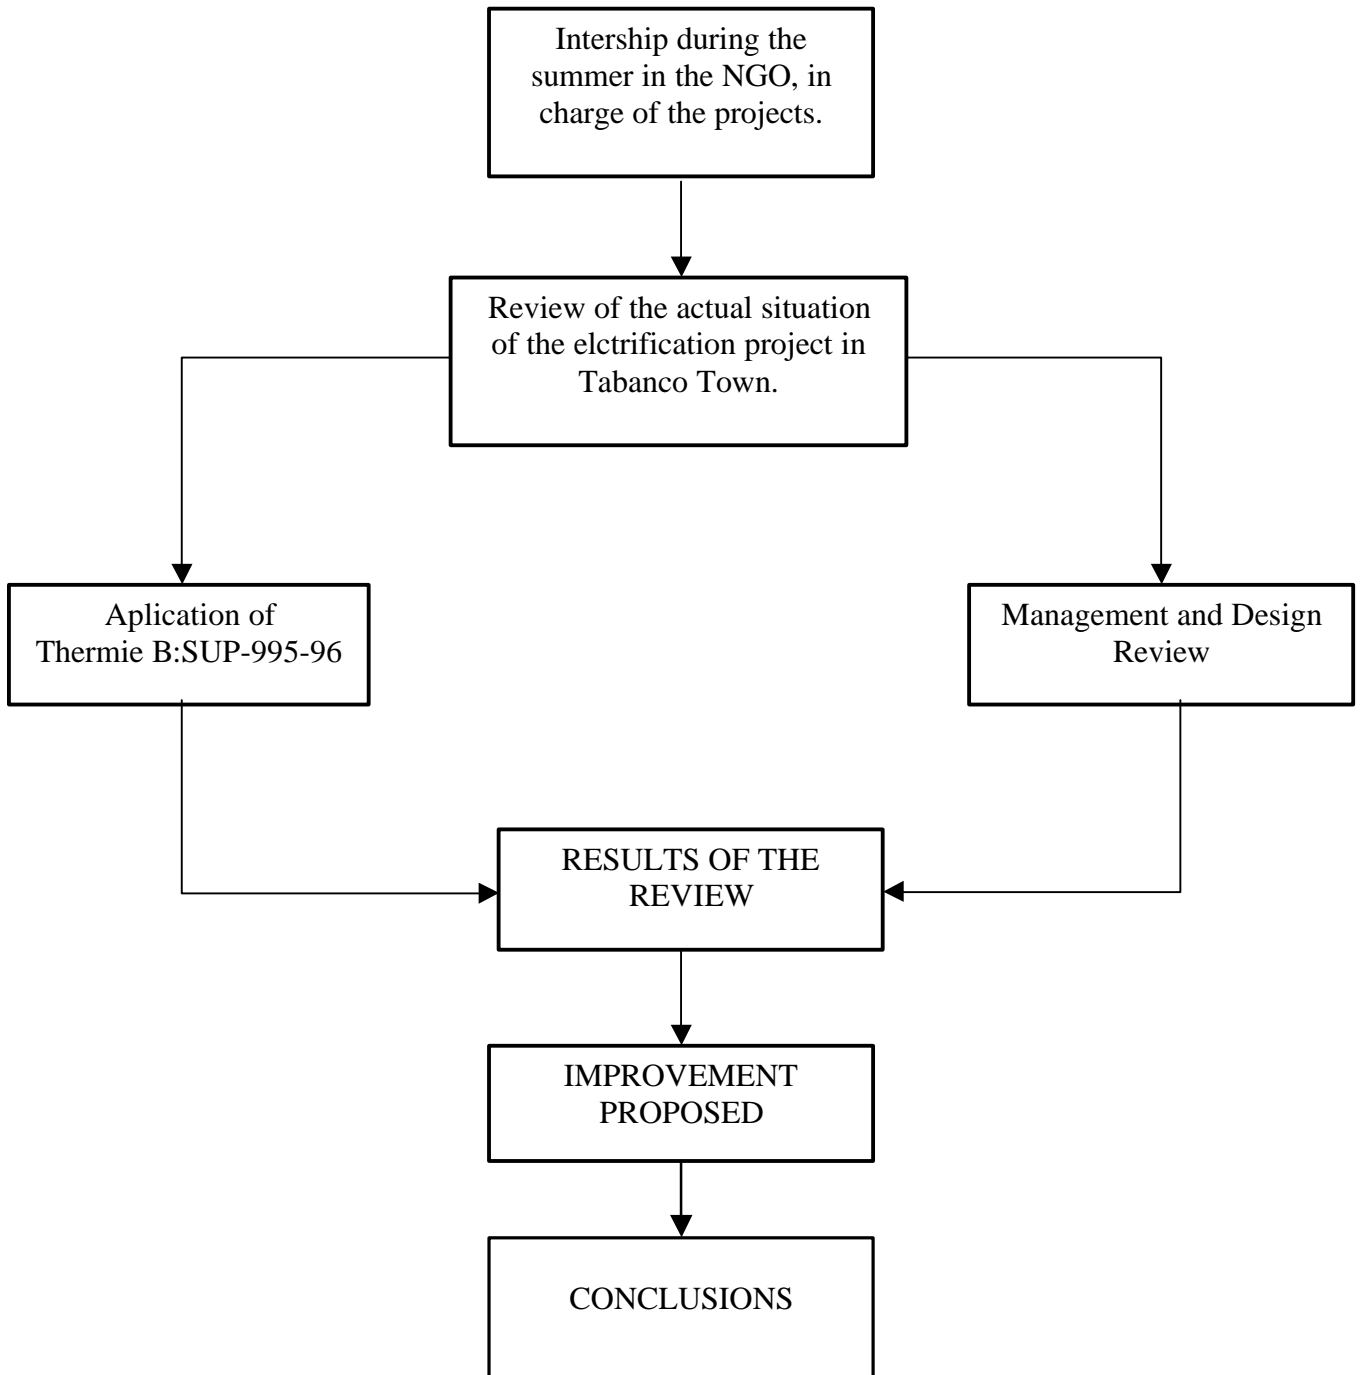 Intership during the
summer in the NGO, in
charge of the projects.
Review of the actual situation
of the elctrification project in
Tabanco Town.
Aplication of
Thermie B:SUP-995-96
Management and Design
Review
RESULTS OF THE
REVIEW
IMPROVEMENT
PROPOSED
CONCLUSIONS